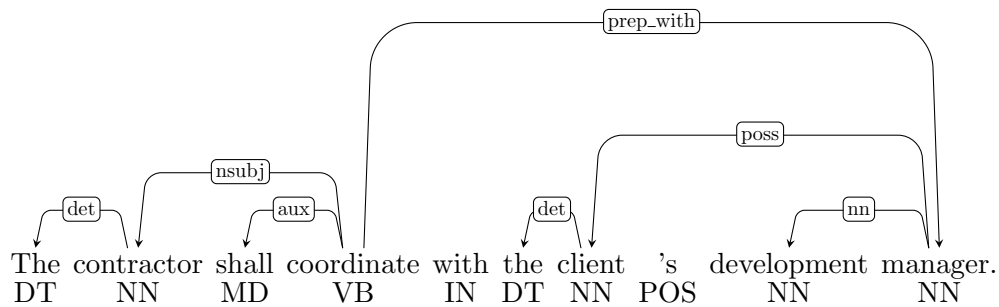 prep_with
poss
nsubj
det aux det nn
The contractor shall coordinate with the client 's development manager.
DT NN MD VB IN DT NN POS NN NN